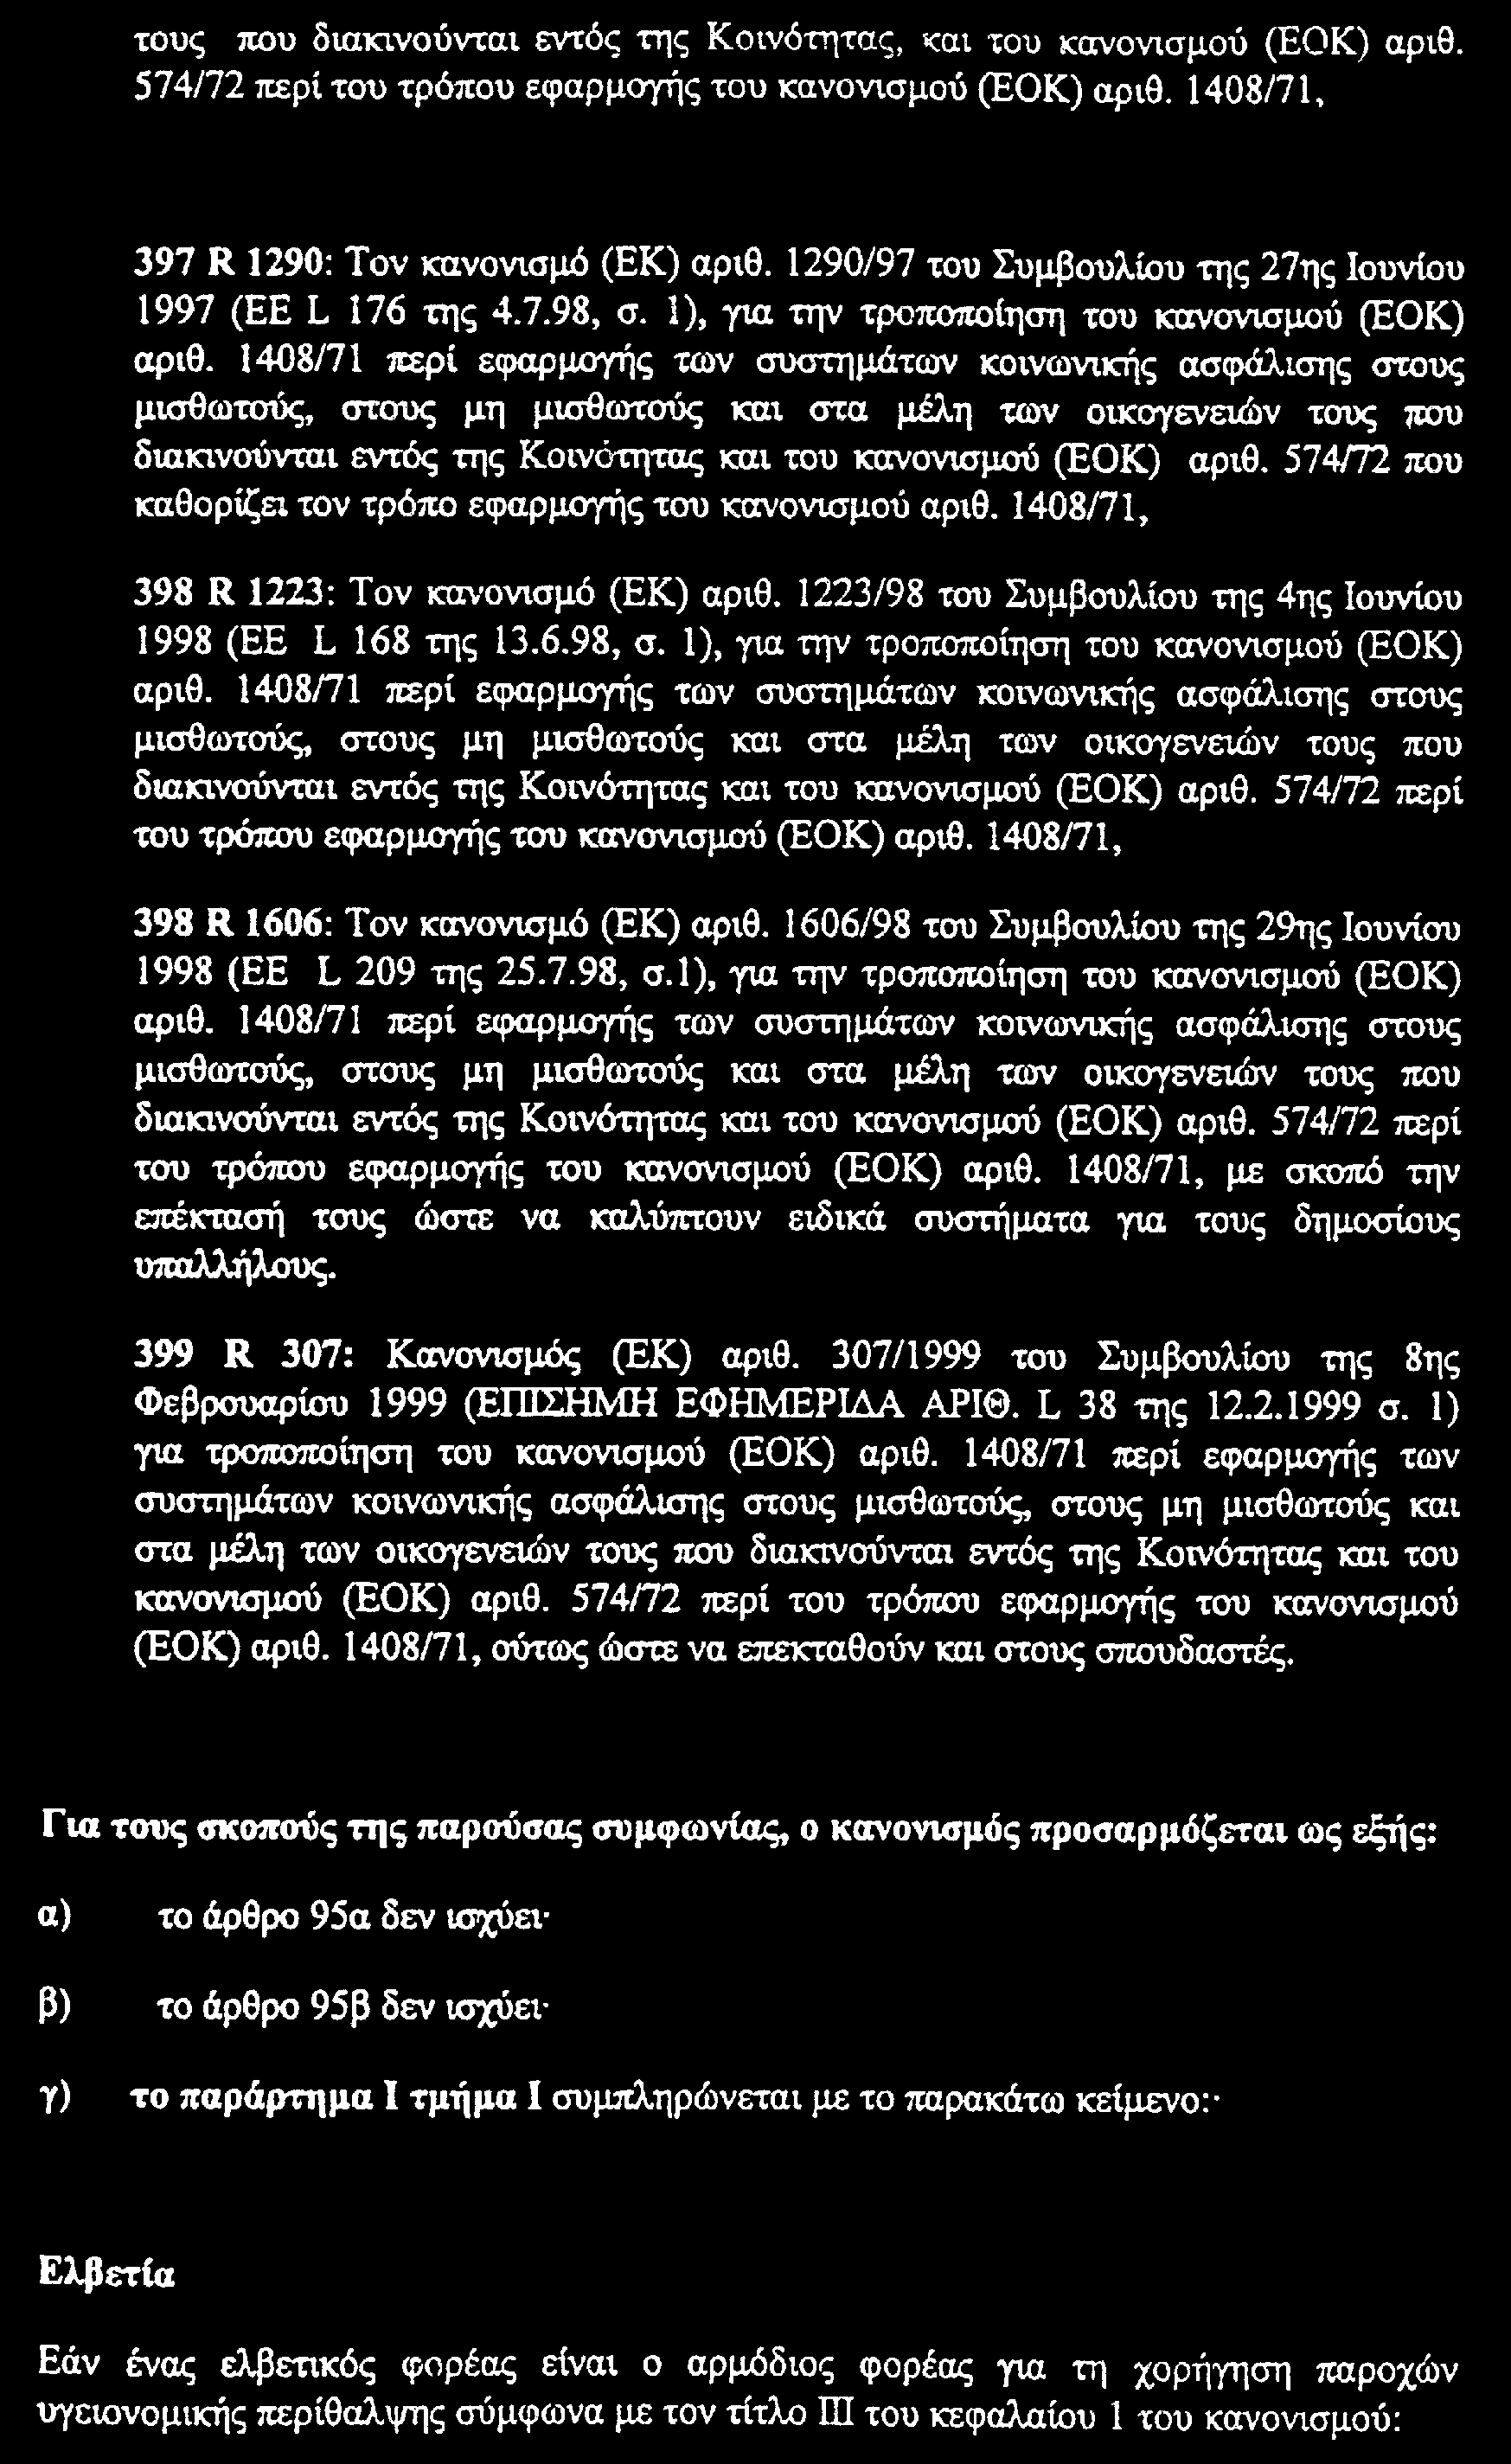 τους που διακινούνται εντός της Κοινότητας, και του κανονισμού (ΕΟΚ) αριθ.
574/72 περί του τρόπου εφαρμογής του κανονισμού (ΕΟΚ) αριθ. 1408/71,
397 R 1290: Τον κανονισμό (ΕΚ) αριθ. 1290/97 του Συμβουλίου της 27ης Ιουνίου
1997 (ΕΕ L 176 της 4.7.98, σ. 1), για την τροποποίηση του κανονισμού (ΕΟΚ)
αριθ. 1408/71 περί εφαρμογής των συστημάτων κοινωνικής ασφάλισης στους
μισθωτούς, στους μη μισθωτούς και στα μέλη των οικογενειών τους που
διακινούνται εντός της Κοινότητας και του κανονισμού (ΕΟΚ) αριθ. 574/72 που
καθορίζει τον τρόπο εφαρμογής του κανονισμού αριθ. 1408/71,
398 R 1223: Τον κανονισμό (ΕΚ) αριθ. 1223/98 του Συμβουλίου της 4ης Ιουνίου
1998 (ΕΕ L 168 της 13.6.98, σ. 1), για την τροποποίηση του κανονισμού (ΕΟΚ)
αριθ. 1408/71 περί εφαρμογής των συστημάτων κοινωνικής ασφάλισης στους
μισθωτούς, στους μη μισθωτούς και στα μέλη των οικογενειών τους που
διακινούνται εντός της Κοινότητας και του κανονισμού (ΕΟΚ) αριθ. 574/72 περί
του τρόπου εφαρμογής του κανονισμού (ΕΟΚ) αριθ. 1408/71,
398 R 1606: Τον κανονισμό (ΕΚ) αριθ. 1606/98 του Συμβουλίου της 29ης Ιουνίου
1998 (ΕΕ L 209 της 25.7.98, σ.1), για την τροποποίηση του κανονισμού (ΕΟΚ)
αριθ. 1408/71 περί εφαρμογής των συστημάτων κοινωνικής ασφάλισης στους
μισθωτούς, στους μη μισθωτούς και στα μέλη των οικογενειών τους που
διακινούνται εντός της Κοινότητας και του κανονισμού (ΕΟΚ) αριθ. 574/72 περί
του τρόπου εφαρμογής του κανονισμού (ΕΟΚ) αριθ. 1408/71, με σκοπό την
επέκτασή τους ώστε να καλύπτουν ειδικά συστήματα για τους δημοσίους
υπαλλήλους.
399 R 307: Κανονισμός (ΕΚ) αριθ. 307/1999 του Συμβουλίου της 8ης
Φεβρουαρίου 1999 (ΕΠΙΣΗΜΗ ΕΦΗΜΕΡΙΔΑ ΑΡΙΘ. L 38 της 12.2.1999 σ. 1)
για τροποποίηση του κανονισμού (ΕΟΚ) αριθ. 1408/71 περί εφαρμογής των
συστημάτων κοινωνικής ασφάλισης στους μισθωτούς, στους μη μισθωτούς και
στα μέλη των οικογενειών τους που διακινούνται εντός της Κοινότητας και του
κανονισμού (ΕΟΚ) αριθ. 574/72 περί του τρόπου εφαρμογής του κανονισμού
(ΕΟΚ) αριθ. 1408/71, ούτως ώστε να επεκταθούν και στους σπουδαστές.
Για τους σκοπούς της παρούσας συμφωνίας, ο κανονισμός προσαρμόζεται ως εξής:
α) το άρθρο 95α δεν ισχύει·
β) το άρθρο 95β δεν ισχύει·
γ) το παράρτημα Ι τμήμα Ι συμπληρώνεται με το παρακάτω κείμενο:·
Ελβετία
Εάν ένας ελβετικός φορέας είναι ο αρμόδιος φορέας για τη χορήγηση παροχών
υγειονομικής περίθαλψης σύμφωνα με τον τίτλο ΙΙΙ του κεφαλαίου 1 του κανονισμού: